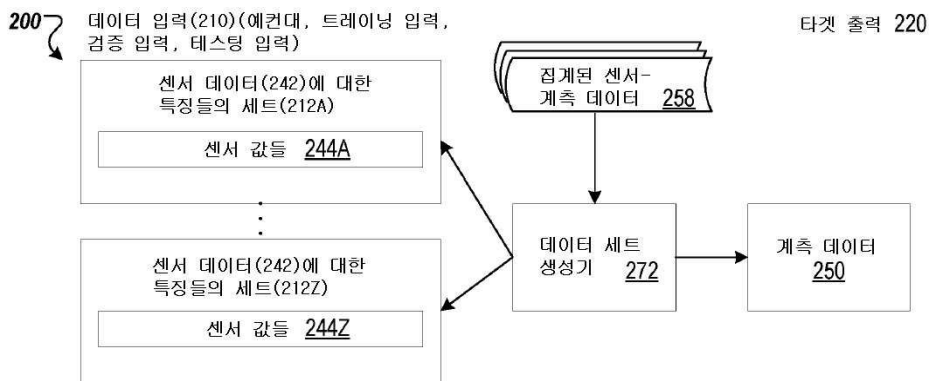 200
데이터 입력(210)(예컨대, 트레이닝 입력,
검증 입력, 테스팅 입력)
타겟 출력 220
센서 데이터(242)에 대한
특징들의 세트(212A)
센서 값들 244A
집계된 센서-
계측 데이터 258
센서 데이터(242)에 대한
특징들의 세트(212Z)
센서 값들 244Z
데이터 세트
생성기 272
계측 데이터
250